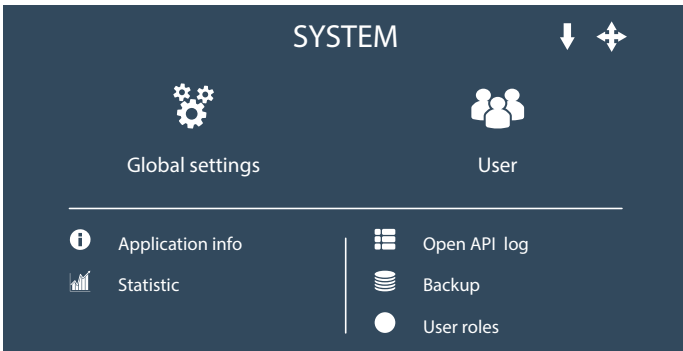 SYSTEM
Global settings
User
Application info
Statistic
Open API log
Backup
User roles